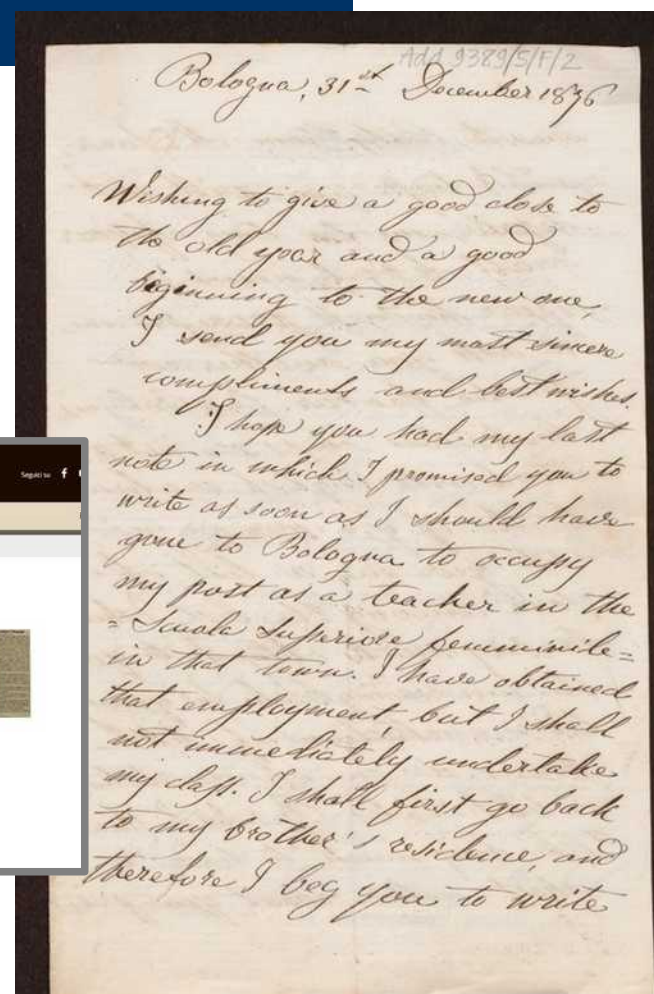 Add 9389/5/F/2
Bologna, 31st December 1876
Wishing to give a good close to
the old year and a good
beginning to the new one,
I send you my most sincere
compliments and best wishes.
I hope you had my last
note in which I promised you to
write as soon as I should have
gone to Bologna to occupy
my post as a teacher in the
= Scuola Superiore femminile =
in that town. I have obtained
that employment, but I shall
not immediately undertake
my class. I shall first go back
to my brother's residence, and
therefore I beg you to write
Seguici su f